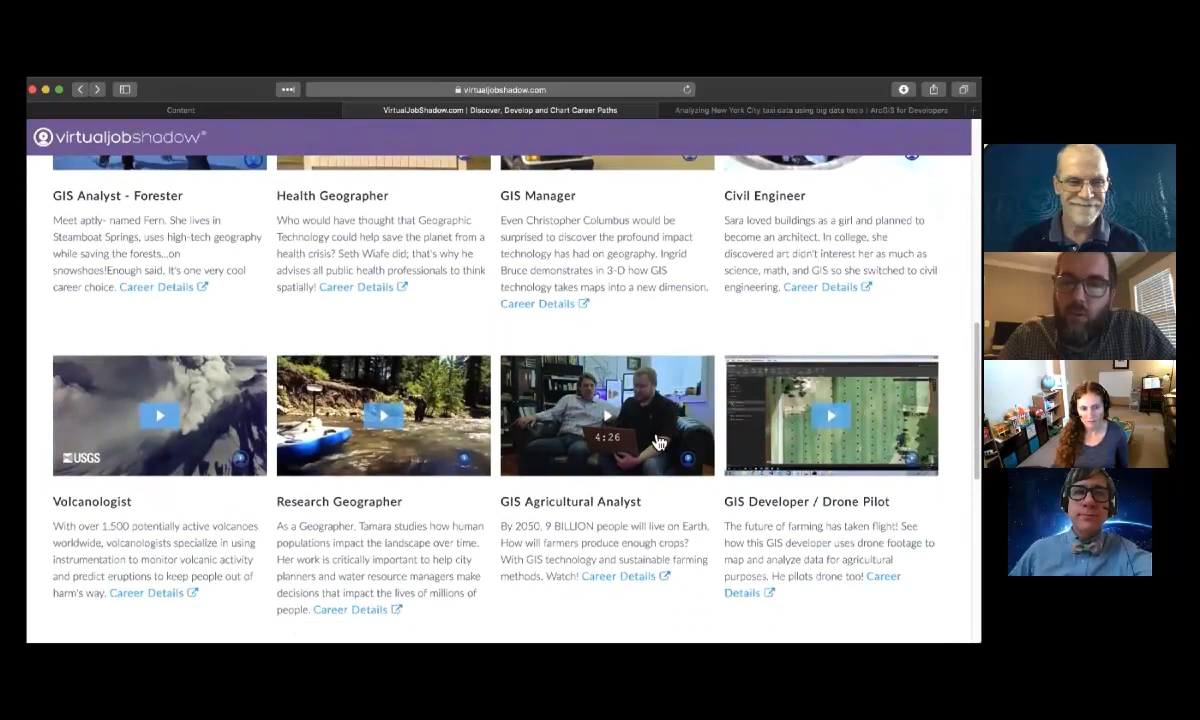 virtualjobshadow.com
Content
VirtualJobShadow.com | Discover, Develop and Chart Career Paths
Analyzing New York City taxi data using big data tools | ArcGIS for Developers
virtualjobshadow
GIS Analyst - Forester
Meet aptly- named Fern. She lives in
Steamboat Springs, uses high-tech geography
while saving the forests...on
snowshoes!Enough said. It's one very cool
career choice. Career Details
Health Geographer
Who would have thought that Geographic
Technology could help save the planet from a
health crisis? Seth Wiafe did; that's why he
advises all public health professionals to think
spatially! Career Details
GIS Manager
Even Christopher Columbus would be
surprised to discover the profound impact
technology has had on geography. Ingrid
Bruce demonstrates in 3-D how GIS
technology takes maps into a new dimension.
Career Details
Civil Engineer
Sara loved buildings as a girl and planned to
become an architect. In college, she
discovered art didn't interest her as much as
science, math, and GIS so she switched to civil
engineering. Career Details
USGS
4:26
Volcanologist
With over 1,500 potentially active volcanoes
worldwide, volcanologists specialize in using
instrumentation to monitor volcanic activity
and predict eruptions to keep people out of
harm's way. Career Details
Research Geographer
As a Geographer, Tamara studies how human
populations impact the landscape over time.
Her work is critically important to help city
planners and water resource managers make
decisions that impact the lives of millions of
people. Career Details
GIS Agricultural Analyst
By 2050, 9 BILLION people will live on Earth.
How will farmers produce enough crops?
With GIS technology and sustainable farming
methods. Watch! Career Details
GIS Developer / Drone Pilot
The future of farming has taken flight! See
how this GIS developer uses drone footage to
map and analyze data for agricultural
purposes. He pilots drone too! Career
Details